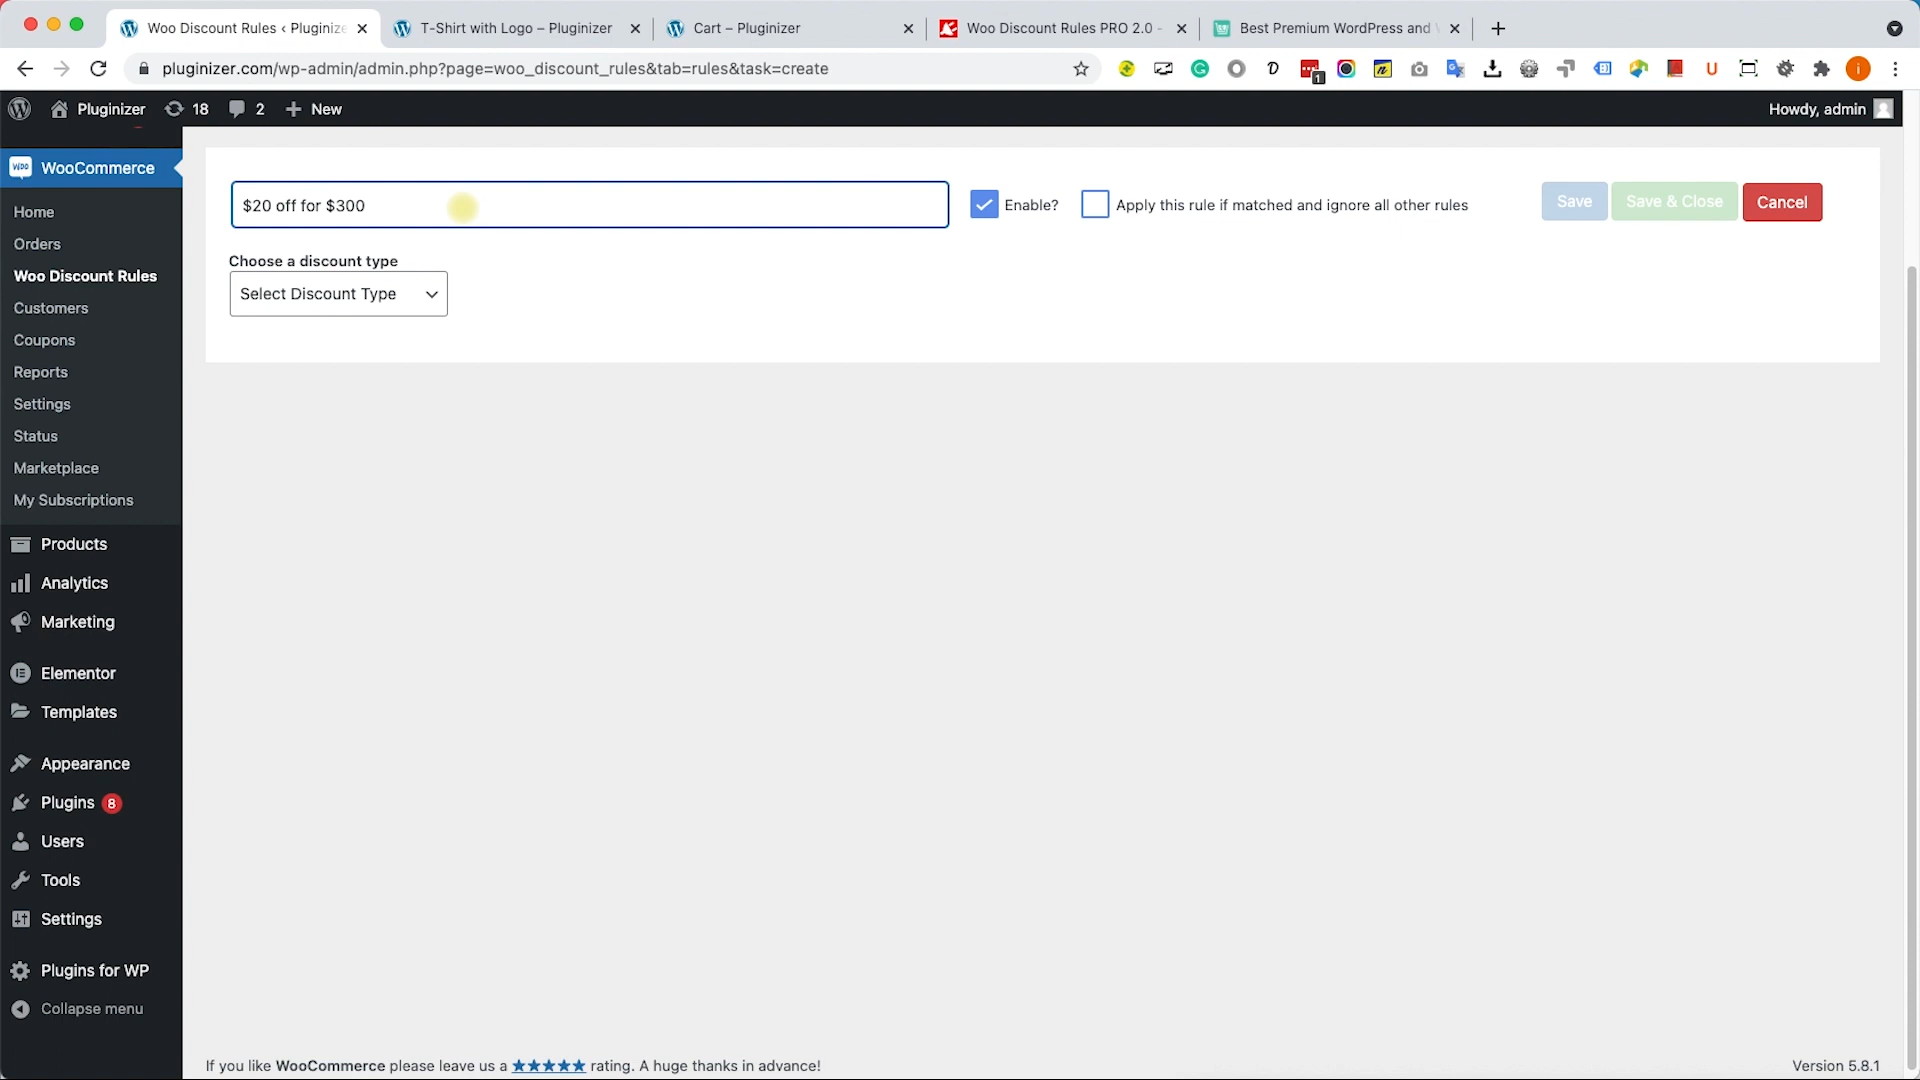 Woo Discount Rules ‹ Pluginize
T-Shirt with Logo – Pluginizer
Cart – Pluginizer
Woo Discount Rules PRO 2.0 -
Best Premium WordPress and
pluginizer.com/wp-admin/admin.php?page=woo_discount_rules&tab=rules&task=create
Pluginizer
18
2
New
Howdy, admin
WooCommerce
Home
Orders
Woo Discount Rules
Customers
Coupons
Reports
Settings
Status
Marketplace
My Subscriptions
Products
Analytics
Marketing
Elementor
Templates
Appearance
Plugins 8
Users
Tools
Settings
Plugins for WP
Collapse menu
$20 off for $300
Enable?
Apply this rule if matched and ignore all other rules
Save
Save & Close
Cancel
Choose a discount type
Select Discount Type
If you like WooCommerce please leave us a ★★★★★ rating. A huge thanks in advance!
Version 5.8.1